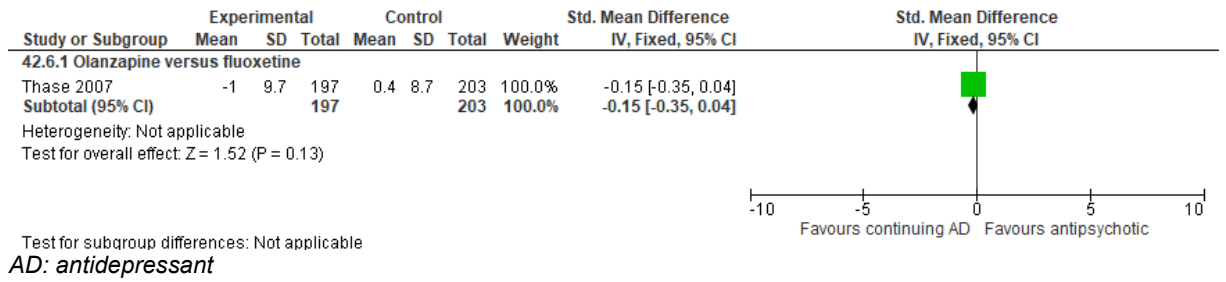 Experimental Control Std. Mean Difference Std. Mean Difference
Study or Subgroup Mean SD Total Mean SD Total Weight IV, Fixed, 95% CI IV, Fixed, 95% CI
42.6.1 Olanzapine versus fluoxetine
Thase 2007 -1 9.7 197 0.4 8.7 203 100.0% -0.15 [-0.35, 0.04]
Subtotal (95% CI) 197 203 100.0% -0.15 [-0.35, 0.04]
Heterogeneity: Not applicable
Test for overall effect: Z = 1.52 (P = 0.13)
-10 -5 0 5 10
Favours continuing AD Favours antipsychotic
Test for subgroup differences: Not applicable
AD: antidepressant